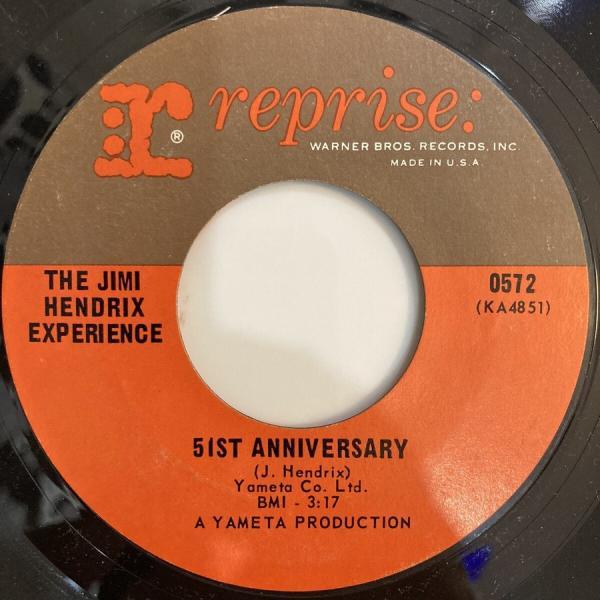 r® reprise:
WARNER BROS. RECORDS, INC.
MADE IN U.S.A.
THE JIMI
HENDRIX
EXPERIENCE
0572
(KA4851)
51ST ANNIVERSARY
(J. Hendrix)
Yameta Co. Ltd.
BMI - 3:17
A YAMETA PRODUCTION